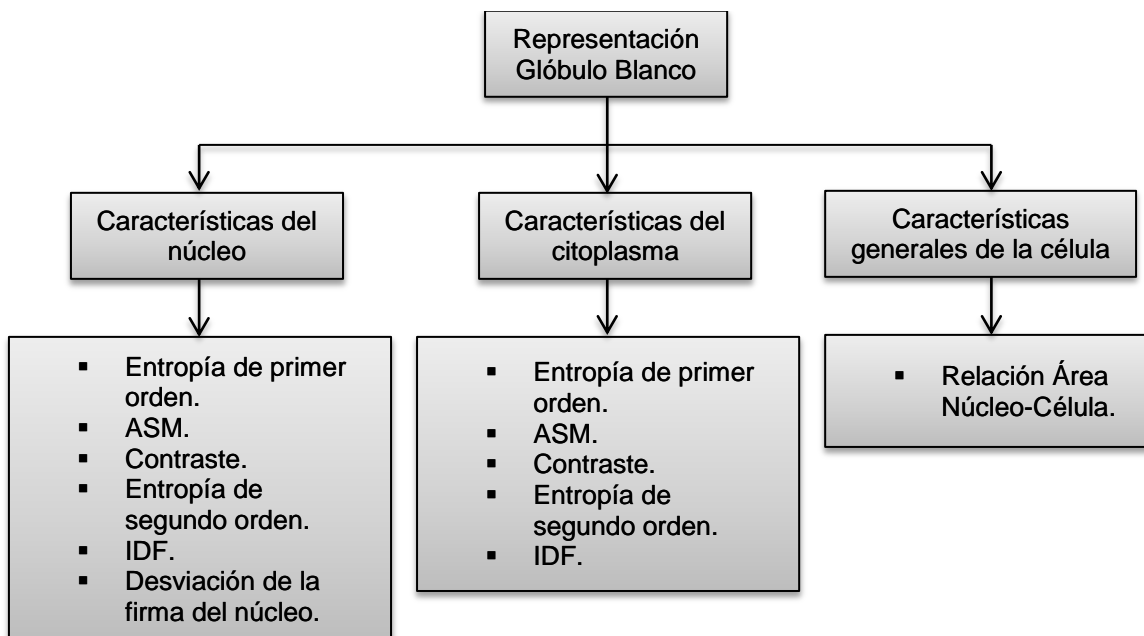 Representación
Glóbulo Blanco
Características del
núcleo
Características del
citoplasma
Características
generales de la célula
▪ Entropía de primer
orden.
▪ ASM.
▪ Contraste.
▪ Entropía de
segundo orden.
▪ IDF.
▪ Desviación de la
firma del núcleo.
▪ Entropía de primer
orden.
▪ ASM.
▪ Contraste.
▪ Entropía de
segundo orden.
▪ IDF.
▪ Relación Área
Núcleo-Célula.